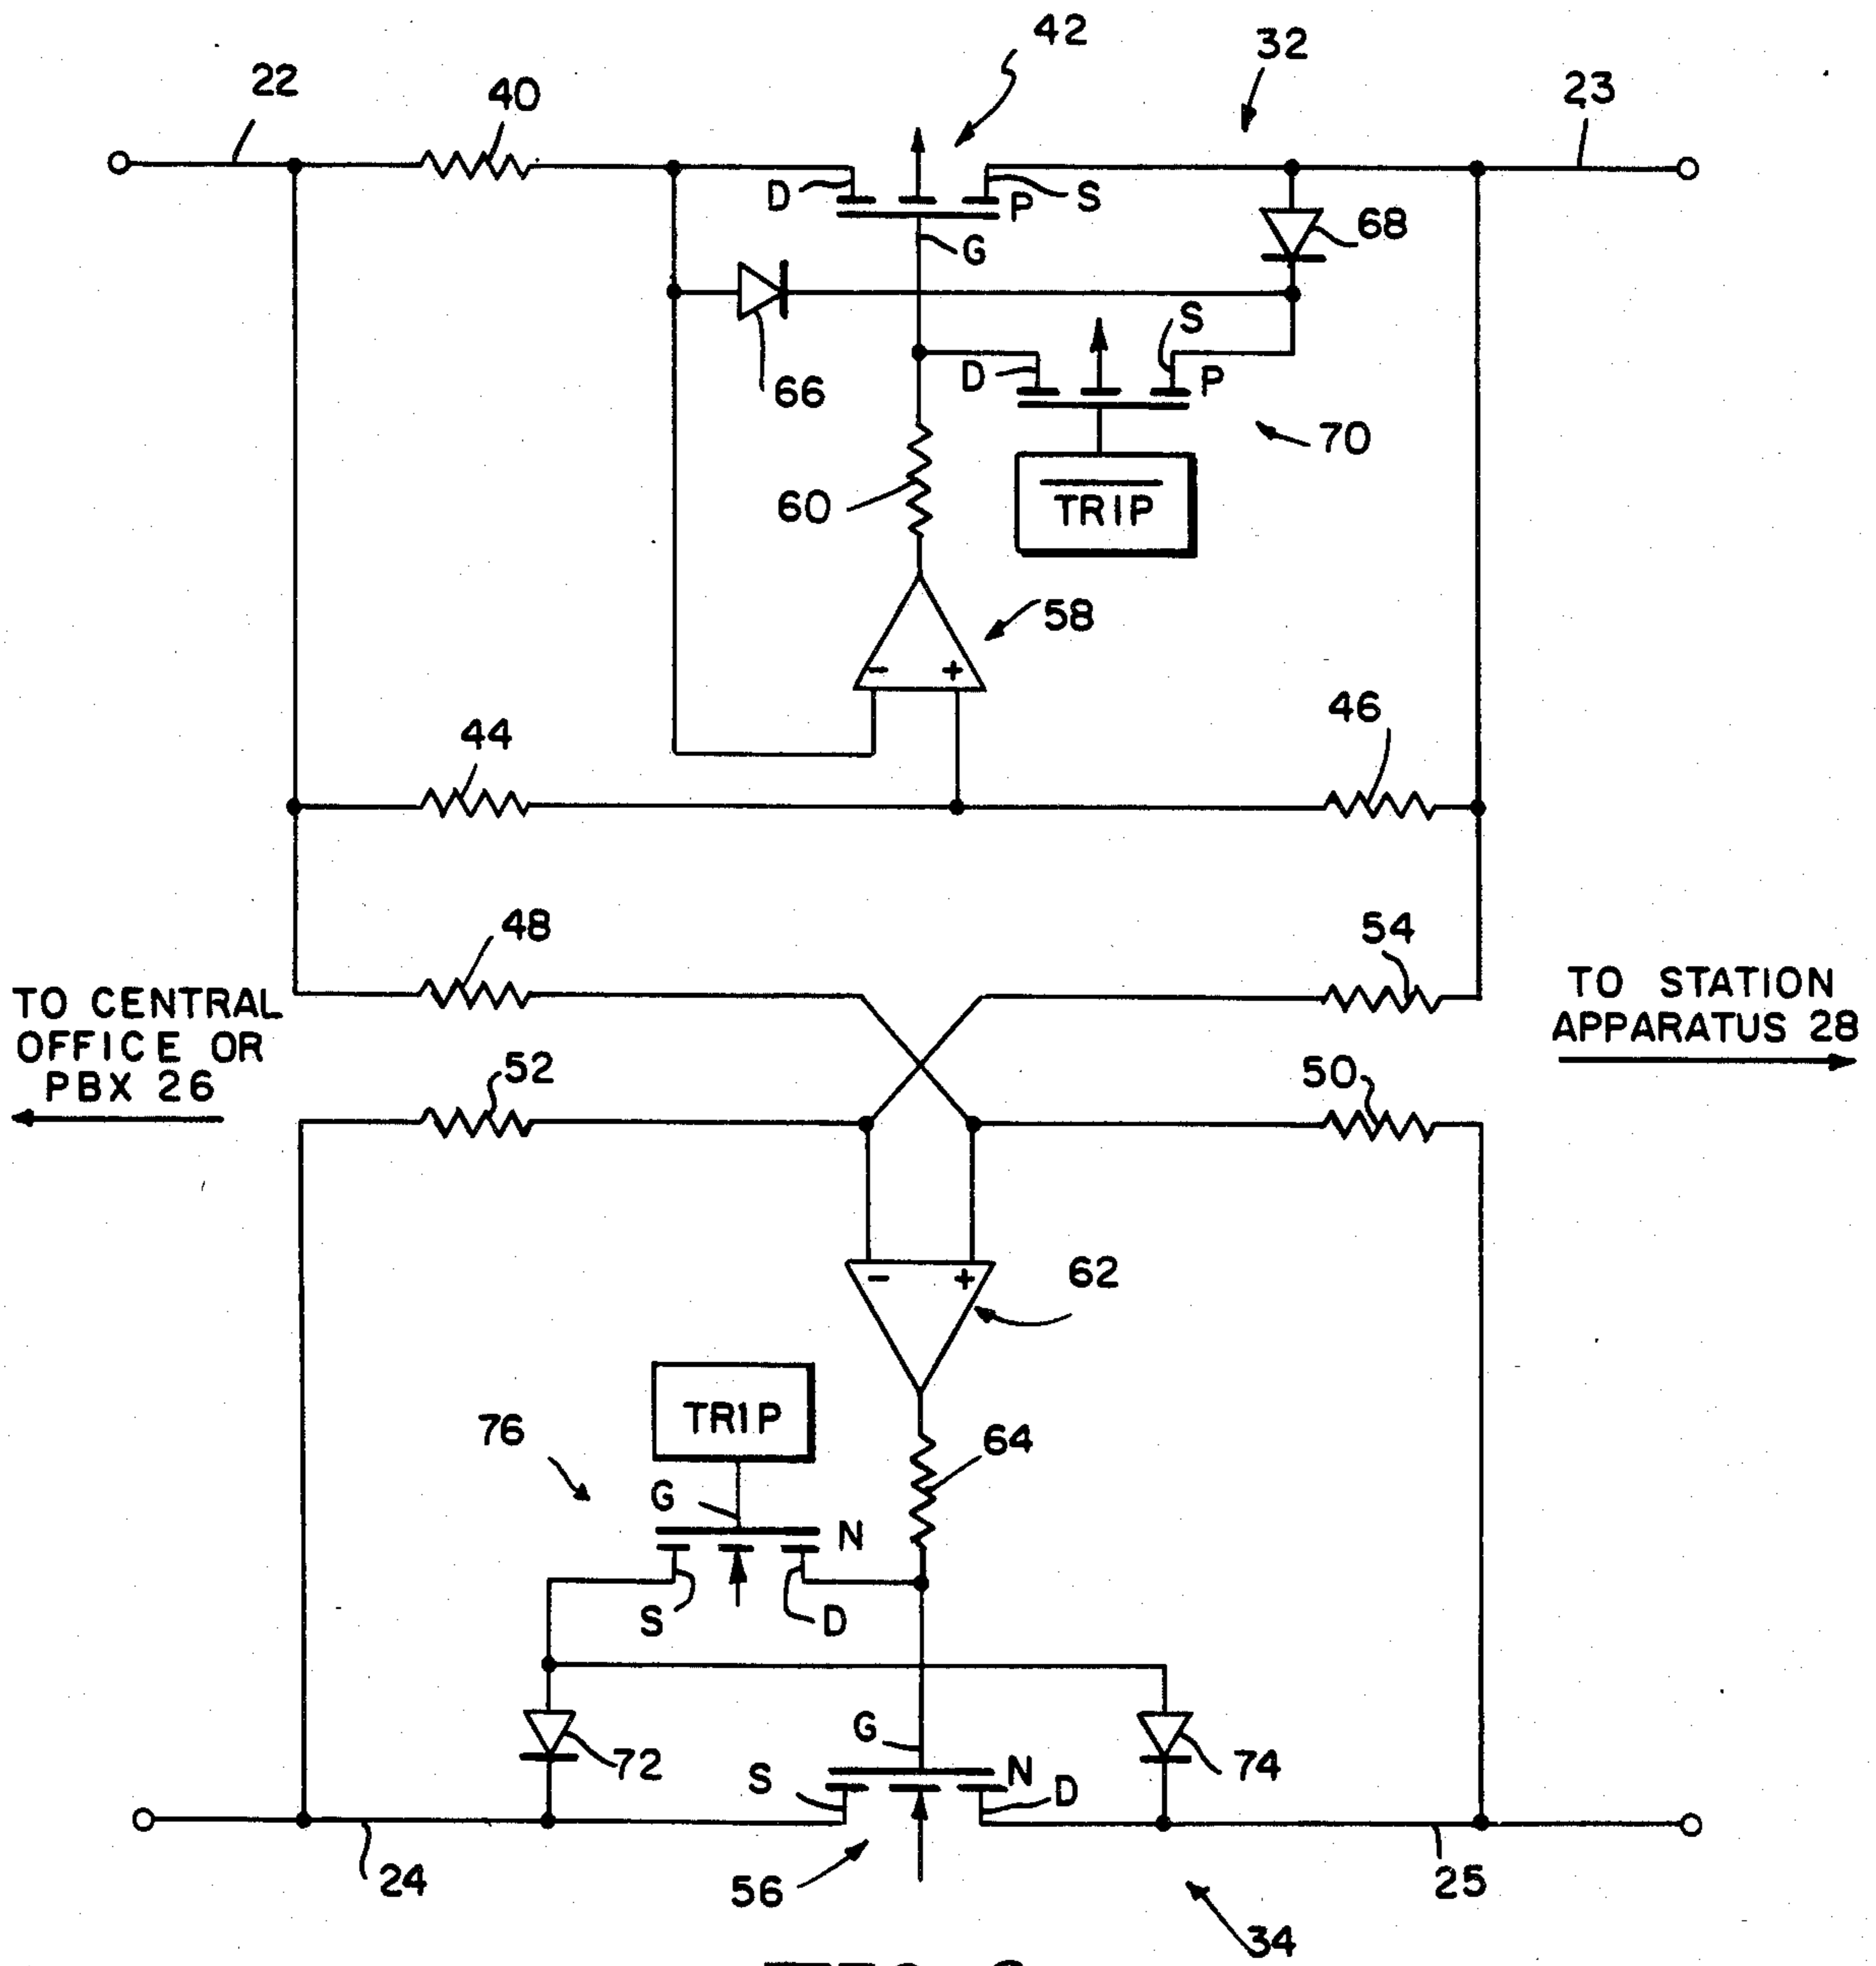 42
32
22
40
23
D
S
P
68
G
S
D
P
66
70
60
TRIP
58
-
+
44
46
48
54
TO CENTRAL
OFFICE OR
PBX 26
TO STATION
APPARATUS 28
52
50
-
+
62
TRIP
76
64
G
N
S
D
G
72
S
N
D
74
24
56
25
34